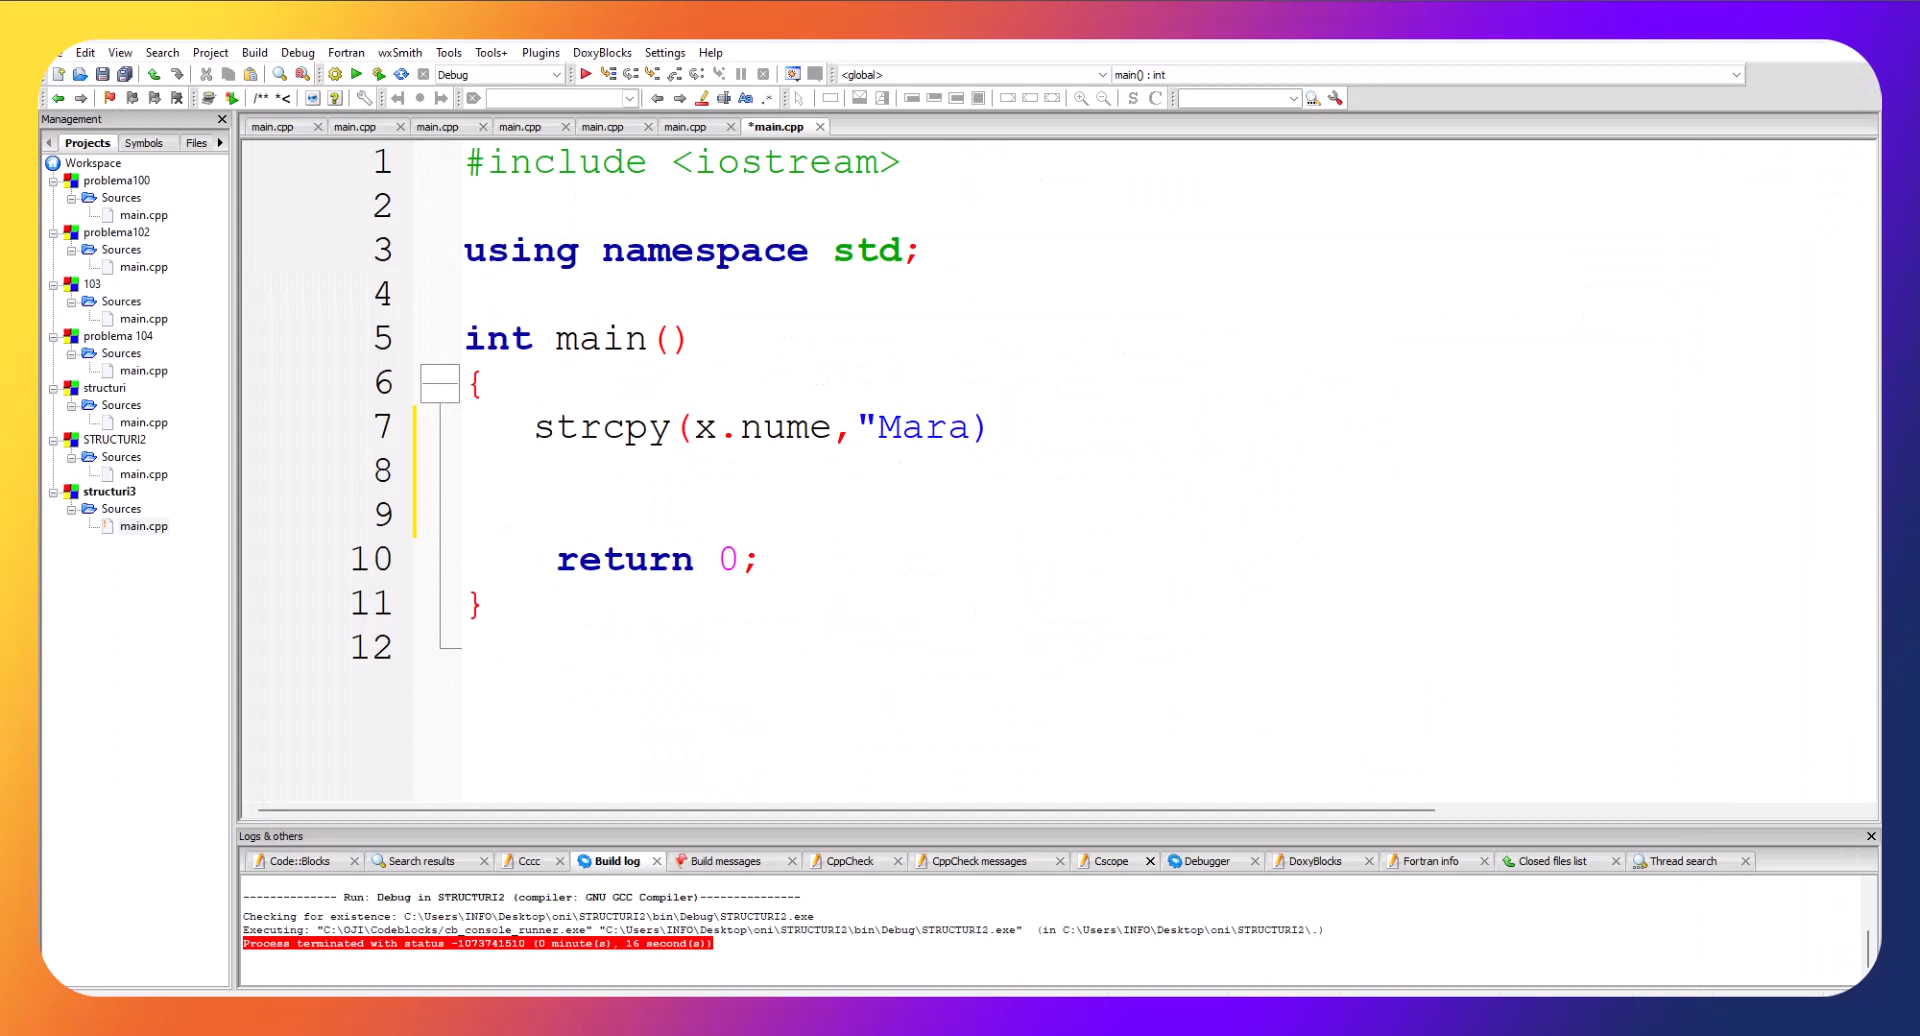 Edit View Search Project Build Debug Fortran wxSmith Tools Tools+ Plugins DoxyBlocks Settings Help
Debug <global> main() : int
/** *< Aa .* S C
Management
Projects Symbols Files
main.cpp main.cpp main.cpp main.cpp main.cpp main.cpp *main.cpp
Workspace
problema100
Sources
main.cpp
problema102
Sources
main.cpp
103
Sources
main.cpp
problema 104
Sources
main.cpp
structuri
Sources
main.cpp
STRUCTURI2
Sources
main.cpp
structuri3
Sources
main.cpp
1 #include <iostream>
2
3 using namespace std;
4
5 int main()
6 {
7 strcpy(x.nume,"Mara)
8
9
10 return 0;
11 }
12
Logs & others
Code::Blocks Search results Cccc Build log Build messages CppCheck CppCheck messages Cscope Debugger DoxyBlocks Fortran info Closed files list Thread search
-------------- Run: Debug in STRUCTURI2 (compiler: GNU GCC Compiler)---------------
Checking for existence: C:\Users\INFO\Desktop\oni\STRUCTURI2\bin\Debug\STRUCTURI2.exe
Executing: "C:\OJI\Codeblocks/cb_console_runner.exe" "C:\Users\INFO\Desktop\oni\STRUCTURI2\bin\Debug\STRUCTURI2.exe" (in C:\Users\INFO\Desktop\oni\STRUCTURI2\.)
Process terminated with status -1073741510 (0 minute(s), 16 second(s))